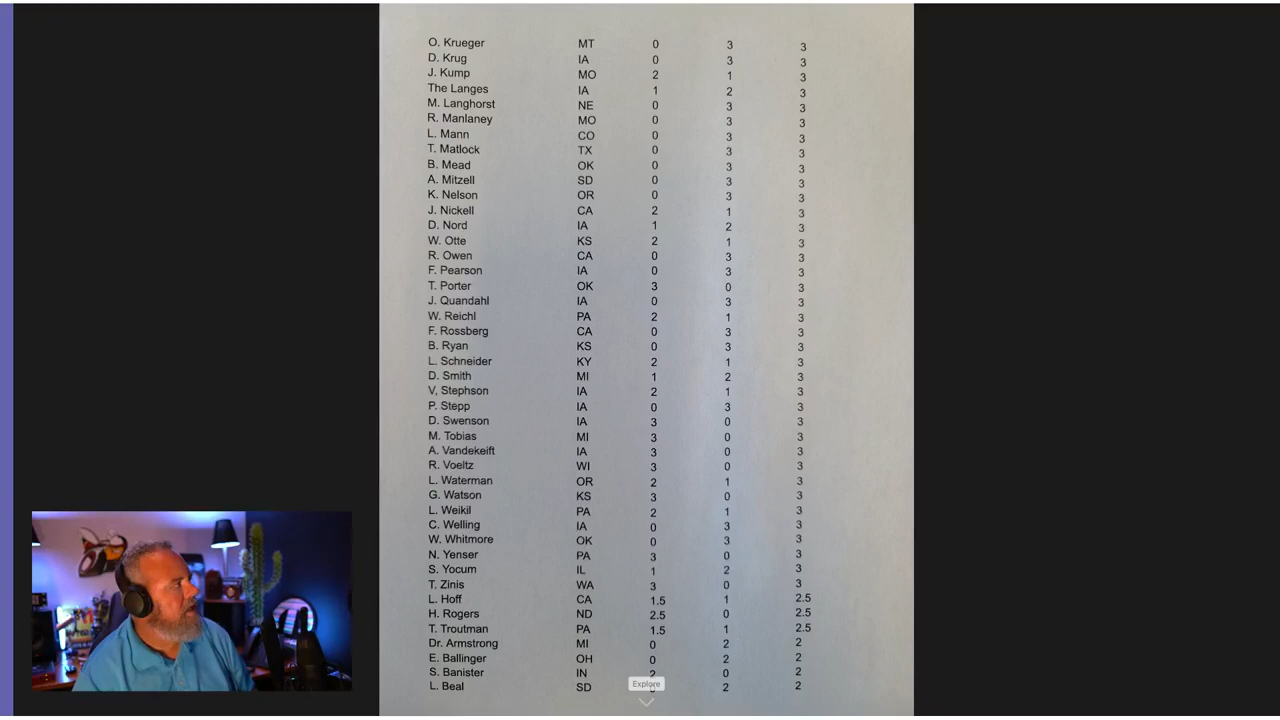 O. Krueger MT 0 3 3
D. Krug IA 0 3 3
J. Kump MO 2 1 3
The Langes IA 1 2 3
M. Langhorst NE 0 3 3
R. Manlaney MO 0 3 3
L. Mann CO 0 3 3
T. Matlock TX 0 3 3
B. Mead OK 0 3 3
A. Mitzell SD 0 3 3
K. Nelson OR 0 3 3
J. Nickell CA 2 1 3
D. Nord IA 1 2 3
W. Otte KS 2 1 3
R. Owen CA 0 3 3
F. Pearson IA 0 3 3
T. Porter OK 3 0 3
J. Quandahl IA 0 3 3
W. Reichl PA 2 1 3
F. Rossberg CA 0 3 3
B. Ryan KS 0 3 3
L. Schneider KY 2 1 3
D. Smith MI 1 2 3
V, Stephson IA 2 1 3
P. Stepp IA 0 3 3
D. Swenson IA 3 0 3
M. Tobias MI 3 0 3
A. Vandekeift IA 3 0 3
R. Voeltz WI 3 0 3
L. Waterman OR 2 1 3
G. Watson KS 3 0 3
L. Weikil PA 2 1 3
C. Welling IA 0 3 3
W. Whitmore OK 0 3 3
N. Yenser PA 3 0 3
S. Yocum IL 1 2 3
T. Zinis WA 3 0 3
L. Hoff CA 1.5 1 2.5
H. Rogers ND 2.5 0 2.5
T. Troutman PA 1.5 1 2.5
Dr. Armstrong MI 0 2 2
E. Ballinger OH 0 2 2
S. Banister IN 2 0 2
Explore
L. Beal SD 2 2